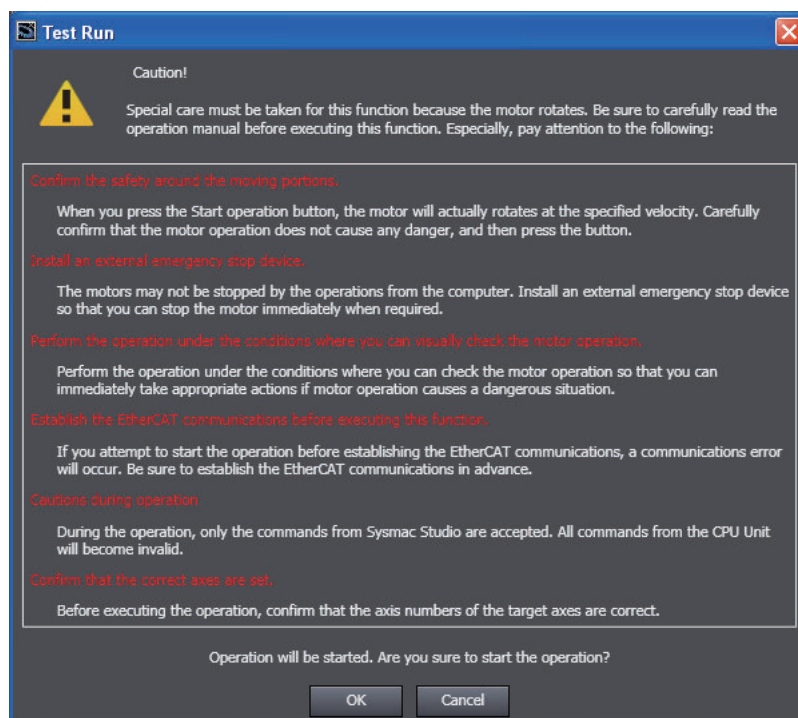 Test Run
Caution!
Special care must be taken for this function because the motor rotates. Be sure to carefully read the
operation manual before executing this function. Especially, pay attention to the following:
Confirm the safety around the moving portions.
When you press the Start operation button, the motor will actually rotates at the specified velocity. Carefully
confirm that the motor operation does not cause any danger, and then press the button.
Install an external emergency stop device.
The motors may not be stopped by the operations from the computer. Install an external emergency stop device
so that you can stop the motor immediately when required.
Perform the operation under the conditions where you can visually check the motor operation.
Perform the operation under the conditions where you can check the motor operation so that you can
immediately take appropriate actions if motor operation causes a dangerous situation.
Establish the EtherCAT communications before executing this function.
If you attempt to start the operation before establishing the EtherCAT communications, a communications error
will occur. Be sure to establish the EtherCAT communications in advance.
Cautions during operation
During the operation, only the commands from Sysmac Studio are accepted. All commands from the CPU Unit
will become invalid.
Confirm that the correct axes are set.
Before executing the operation, confirm that the axis numbers of the target axes are correct.
Operation will be started. Are you sure to start the operation?
OK
Cancel